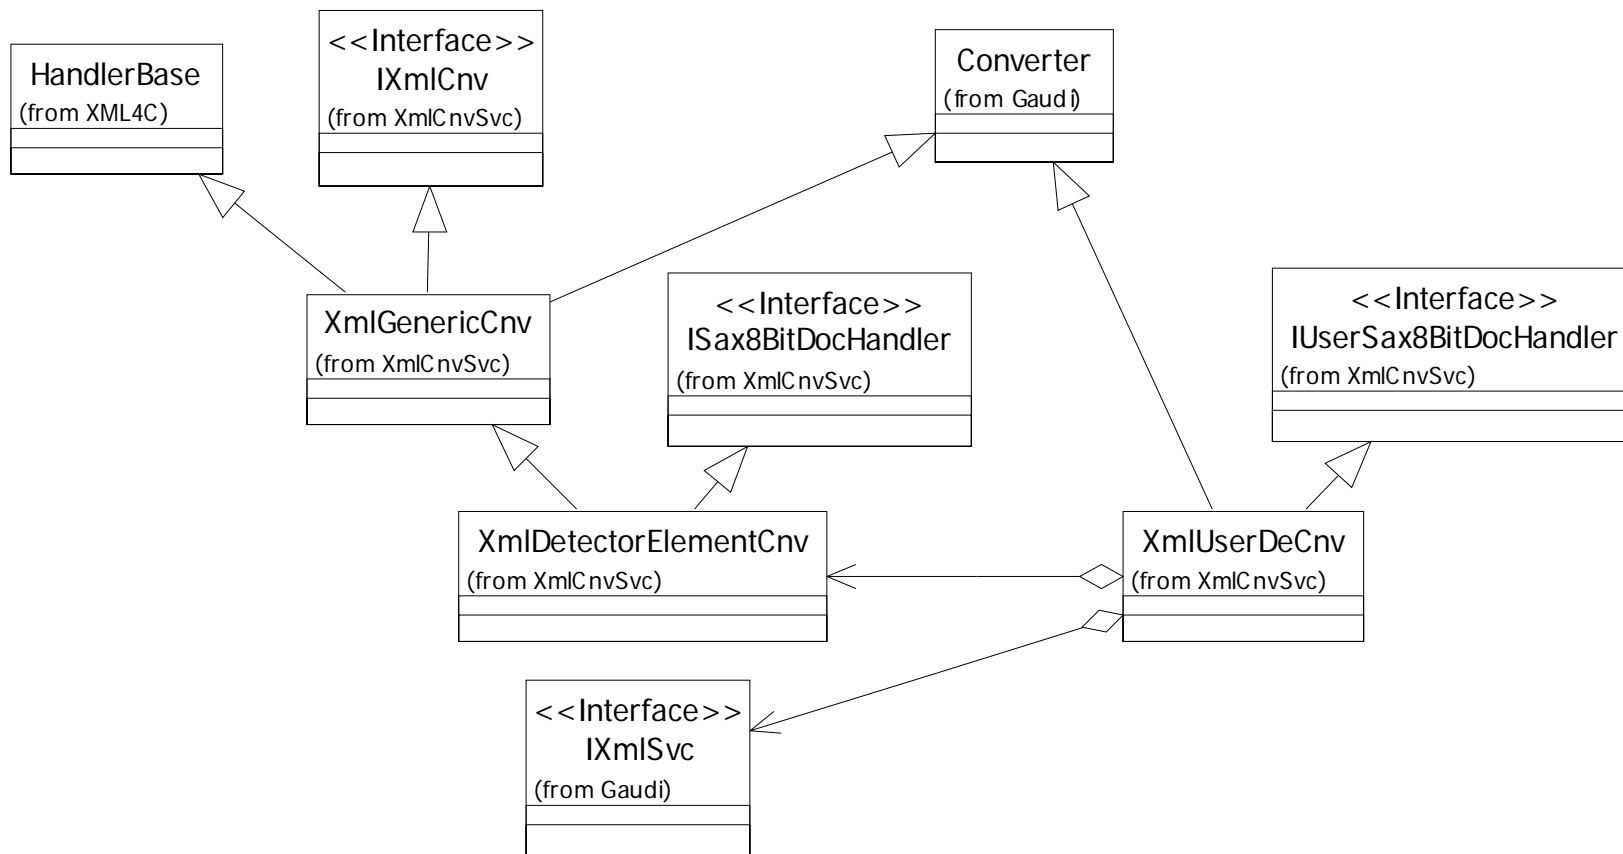 HandlerBase
(from XML4C)
<<Interface>>
IXmlCnv
(from XmlCnvSvc)
Converter
(from Gaudi)
XmlGenericCnv
(from XmlCnvSvc)
<<Interface>>
ISax8BitDocHandler
(from XmlCnvSvc)
<<Interface>>
IUserSax8BitDocHandler
(from XmlCnvSvc)
XmlDetectorElementCnv
(from XmlCnvSvc)
XmlUserDeCnv
(from XmlCnvSvc)
<<Interface>>
IXmlSvc
(from Gaudi)